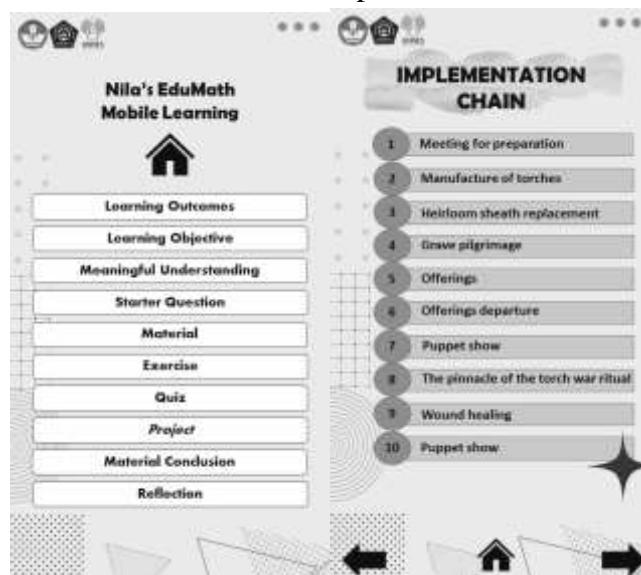 Nila's EduMath
Mobile Learning
Learning Outcomes
Learning Objective
Meaningful Understanding
Starter Question
Material
Exercise
Quiz
Project
Material Conclusion
Reflection
IMPLEMENTATION
CHAIN
1 Meeting for preparation
2 Manufacture of torches
3 Heirloom sheath replacement
4 Grave pilgrimage
5 Offerings
6 Offerings departure
7 Puppet show
8 The pinnacle of the torch war ritual
9 Wound healing
10 Puppet show